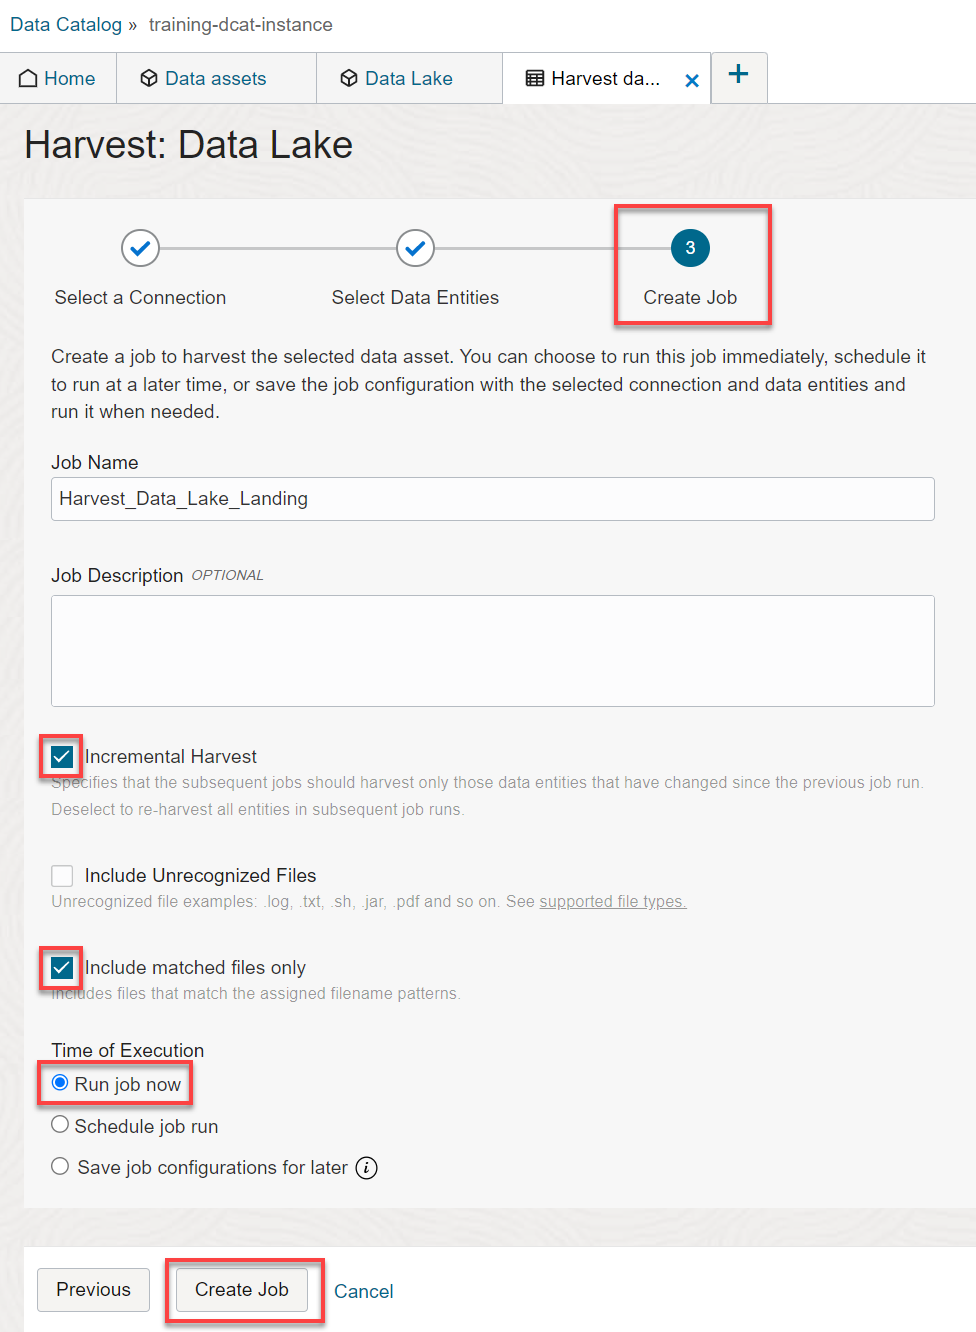 Data Catalog » training-dcat-instance
Home Data assets Data Lake Harvest da... × +
Harvest: Data Lake
3
Select a Connection Select Data Entities Create Job
Create a job to harvest the selected data asset. You can choose to run this job immediately, schedule it
to run at a later time, or save the job configuration with the selected connection and data entities and
run it when needed.
Job Name
Harvest_Data_Lake_Landing
Job Description OPTIONAL
Incremental Harvest
Specifies that the subsequent jobs should harvest only those data entities that have changed since the previous job run.
Deselect to re-harvest all entities in subsequent job runs.
Include Unrecognized Files
Unrecognized file examples: .log, .txt, .sh, .jar, .pdf and so on. See supported file types.
Include matched files only
Includes files that match the assigned filename patterns.
Time of Execution
Run job now
Schedule job run
Save job configurations for later i
Previous Create Job Cancel